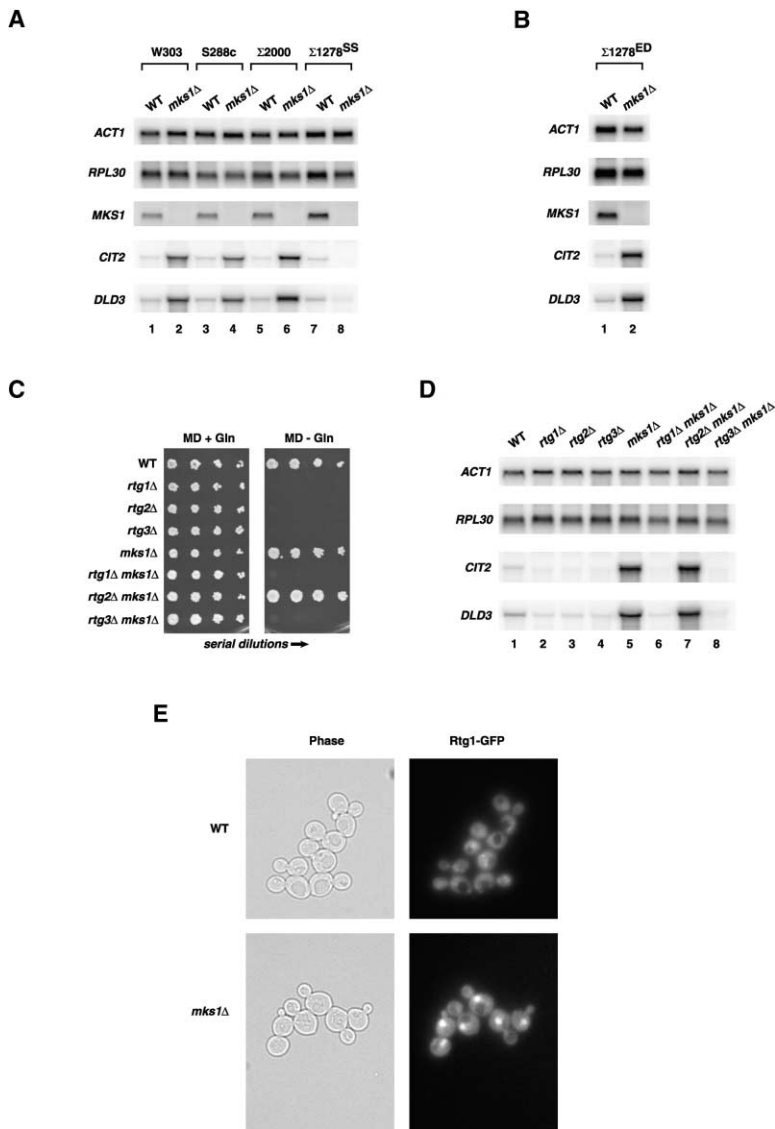 A
W303 S288c Σ2000 Σ1278SS
WT mks1Δ WT mks1Δ WT mks1Δ WT mks1Δ
ACT1
RPL30
MKS1
CIT2
DLD3
1 2 3 4 5 6 7 8
B
Σ1278ED
WT mks1Δ
ACT1
RPL30
MKS1
CIT2
DLD3
1 2
C
MD + Gln MD - Gln
WT
rtg1Δ
rtg2Δ
rtg3Δ
mks1Δ
rtg1Δ mks1Δ
rtg2Δ mks1Δ
rtg3Δ mks1Δ
serial dilutions
D
WT rtg1Δ rtg2Δ rtg3Δ mks1Δ rtg1Δ mks1Δ rtg2Δ mks1Δ rtg3Δ mks1Δ
ACT1
RPL30
CIT2
DLD3
1 2 3 4 5 6 7 8
E
Phase Rtg1-GFP
WT
mks1Δ